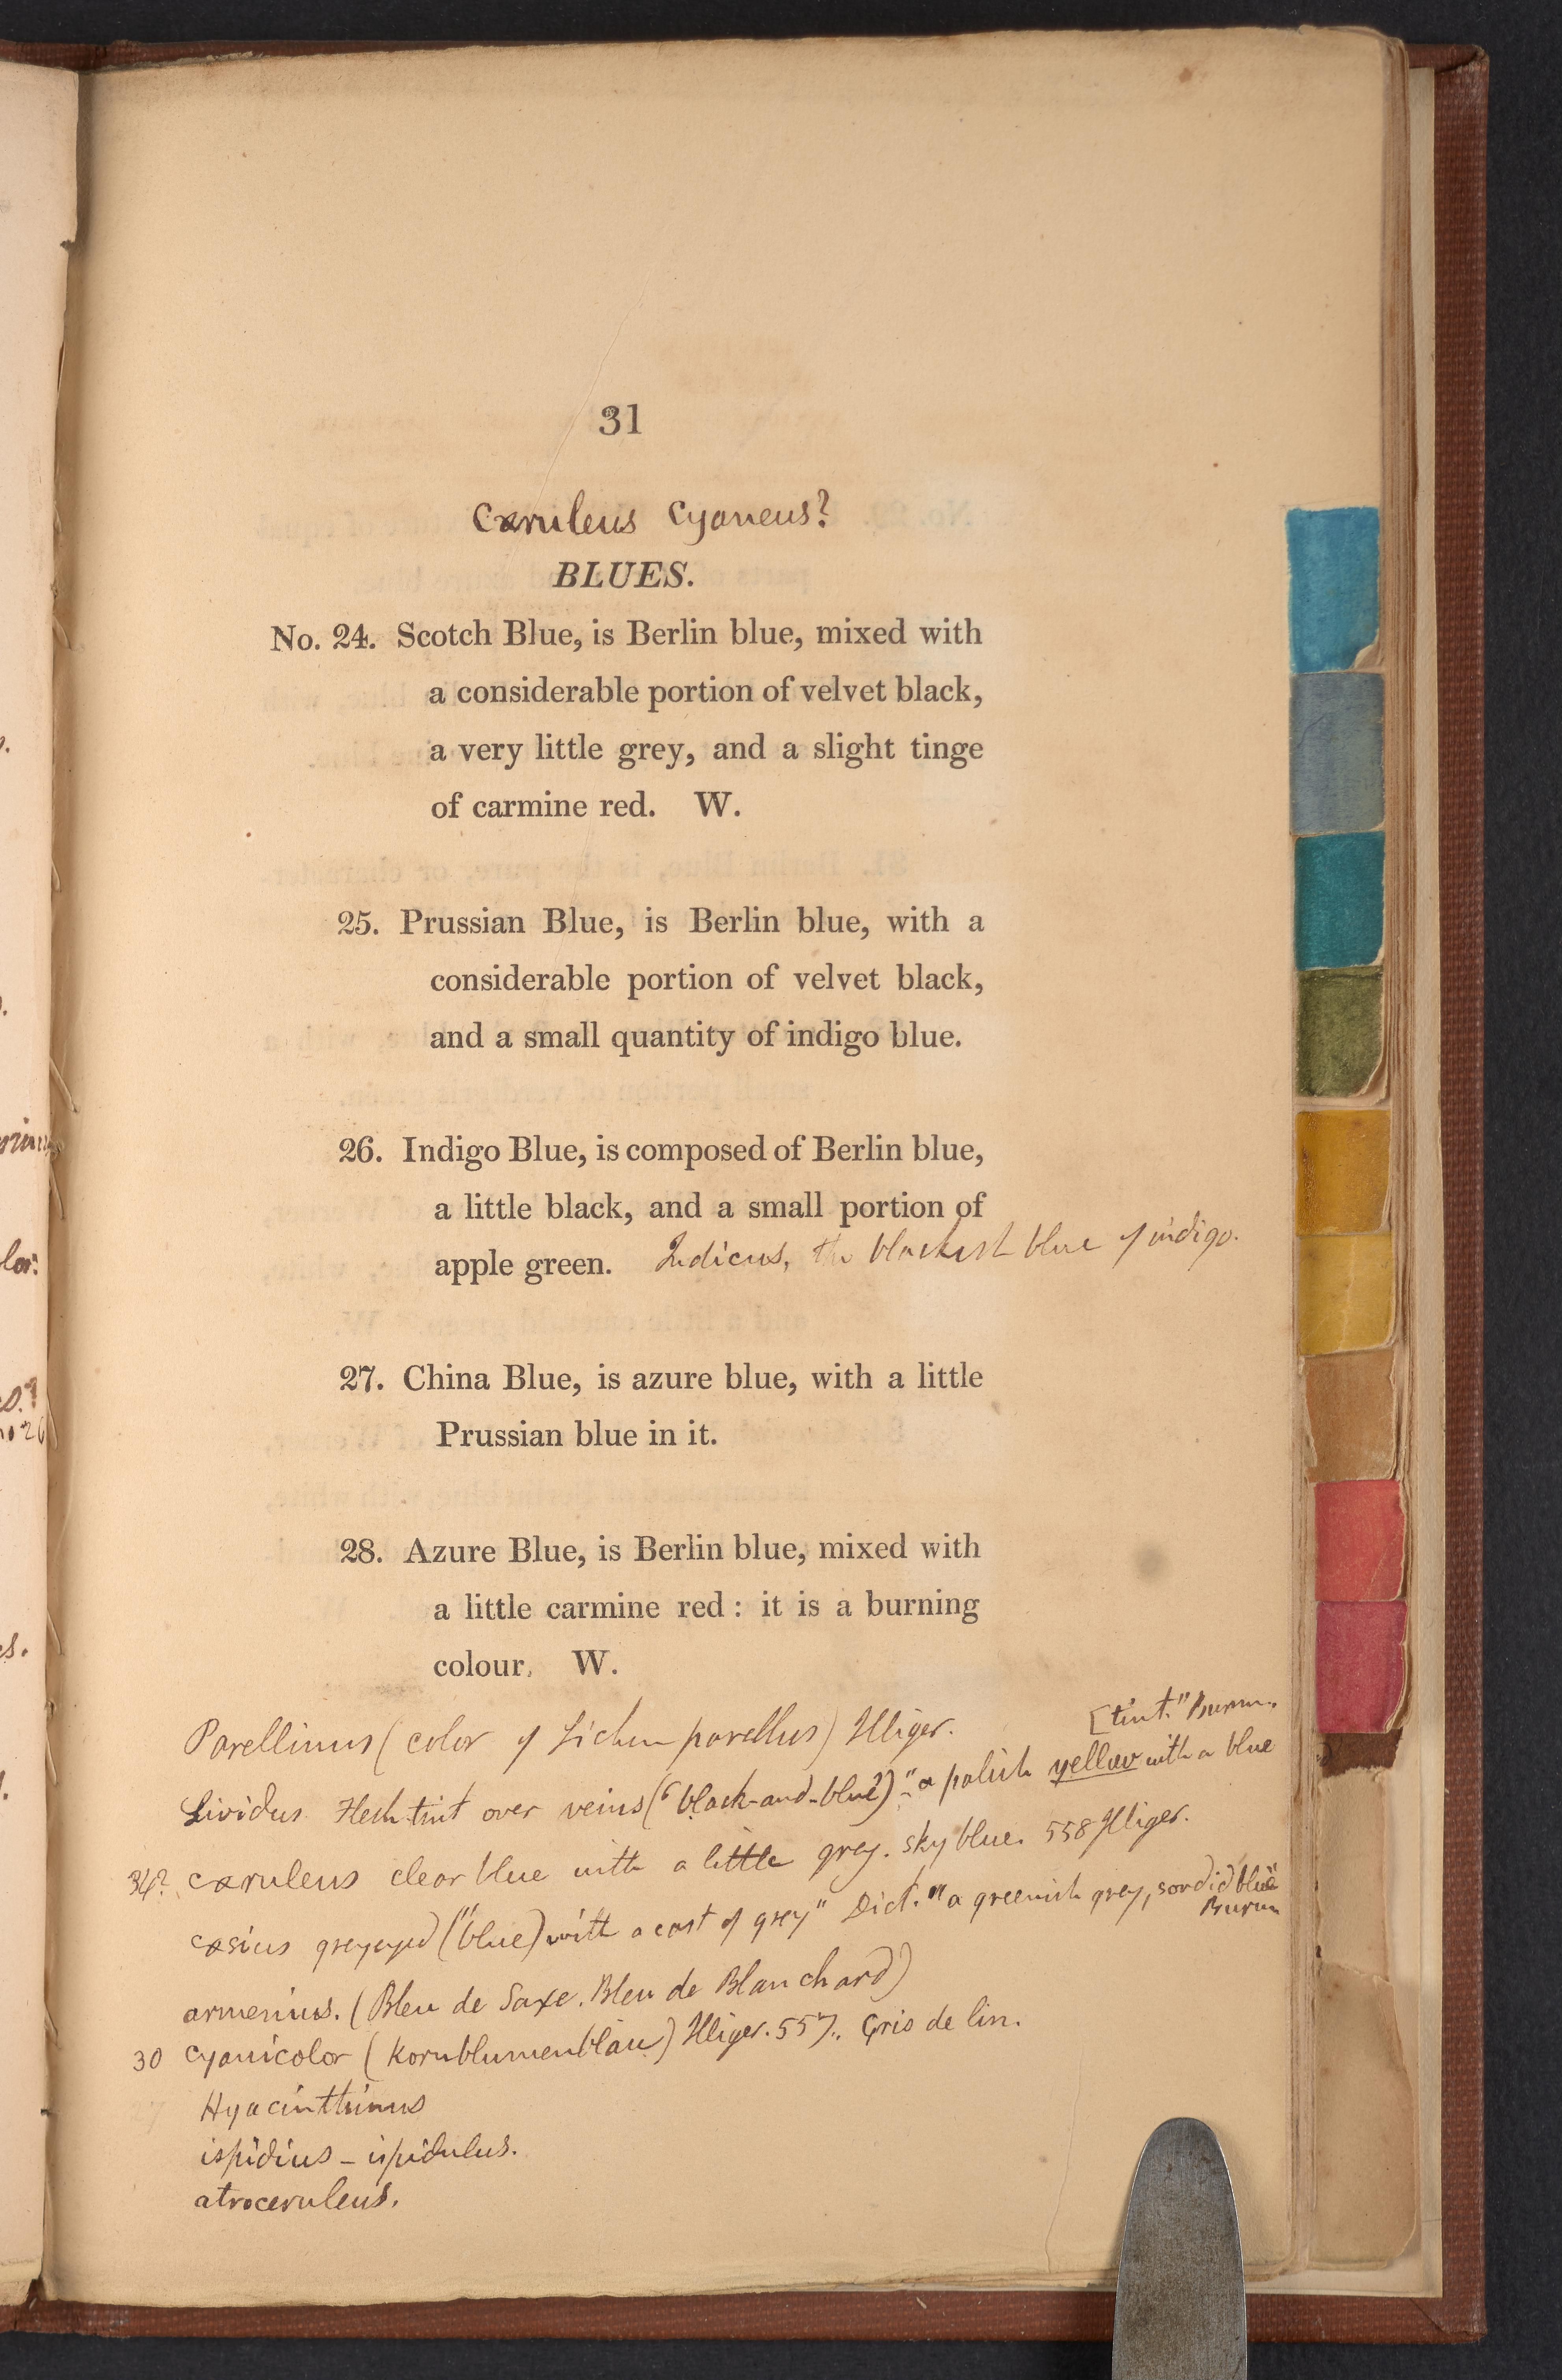 31
Cæruleus Cyaneus?
BLUES.
No. 24. Scotch Blue, is Berlin blue, mixed with
a considerable portion of velvet black,
a very little grey, and a slight tinge
of carmine red. W.
25. Prussian Blue, is Berlin blue, with a
considerable portion of velvet black,
and a small quantity of indigo blue.
26. Indigo Blue, is composed of Berlin blue,
a little black, and a small portion of
apple green. Indicus, the blackish blue of indigo.
27. China Blue, is azure blue, with a little
Prussian blue in it.
28. Azure Blue, is Berlin blue, mixed with
a little carmine red: it is a burning
colour. W.
Parellinus (color of Lichen parellus) Illiger.
[tint." Burm.
Lividus. Flesh-tint over veins ("black-and-blue") - "a palish yellow with a blue
34? cæruleus clear blue with a little grey. sky blue. 558 Illiger.
cæsius greyeyed ("blue) with a cast of grey" Dict. "a greenish grey, sordid blue"
Burm
armenius. (Bleu de Saxe. Bleu de Blanchard)
30 Cyanicolor (Kornblumenblau) Illiger. 557. Gris de lin.
Hyacinthinus
ispidius - ispidulus.
atroceruleus.